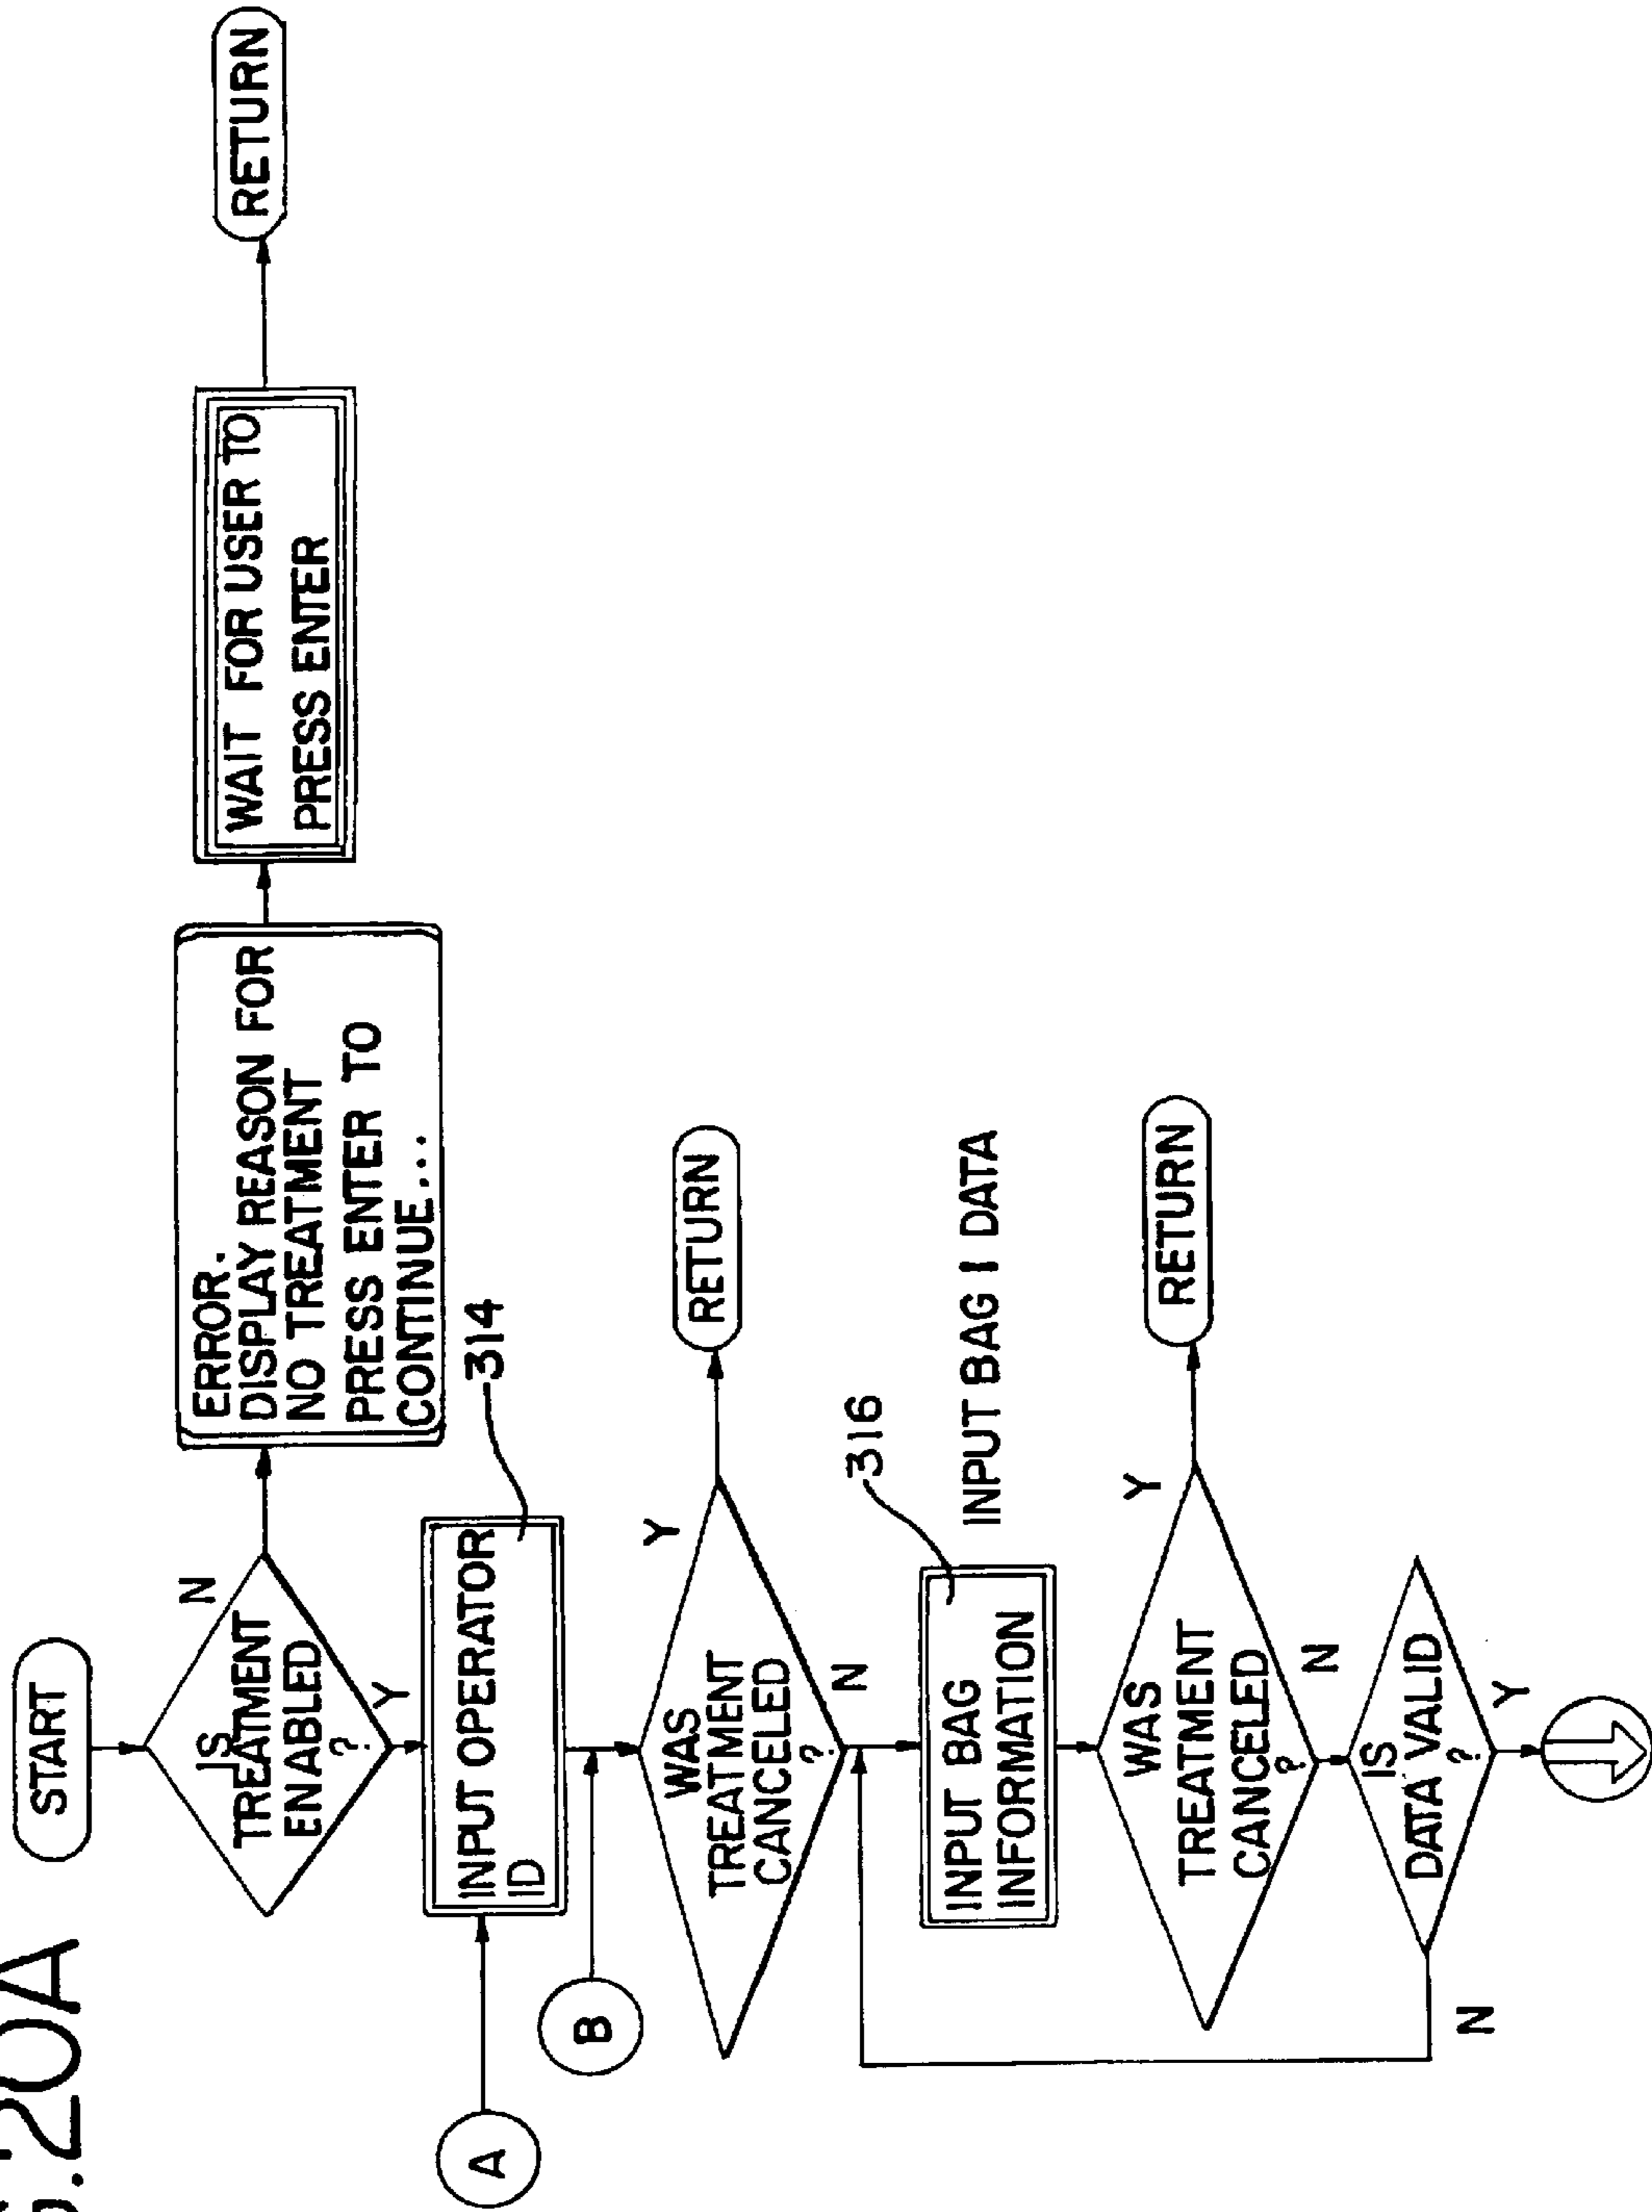 G.20A
START
IS
TREATMENT
ENABLED
?
N
Y
ERROR.
DISPLAY REASON FOR
NO TREATMENT
PRESS ENTER TO
CONTINUE...
WAIT FOR USER TO
PRESS ENTER
RETURN
A
INPUT OPERATOR
ID
314
B
WAS
TREATMENT
CANCELED
?
Y
N
RETURN
316
INPUT BAG
INFORMATION
INPUT BAG 1 DATA
WAS
TREATMENT
CANCELED
?
Y
N
RETURN
IS
DATA VALID
?
N
Y